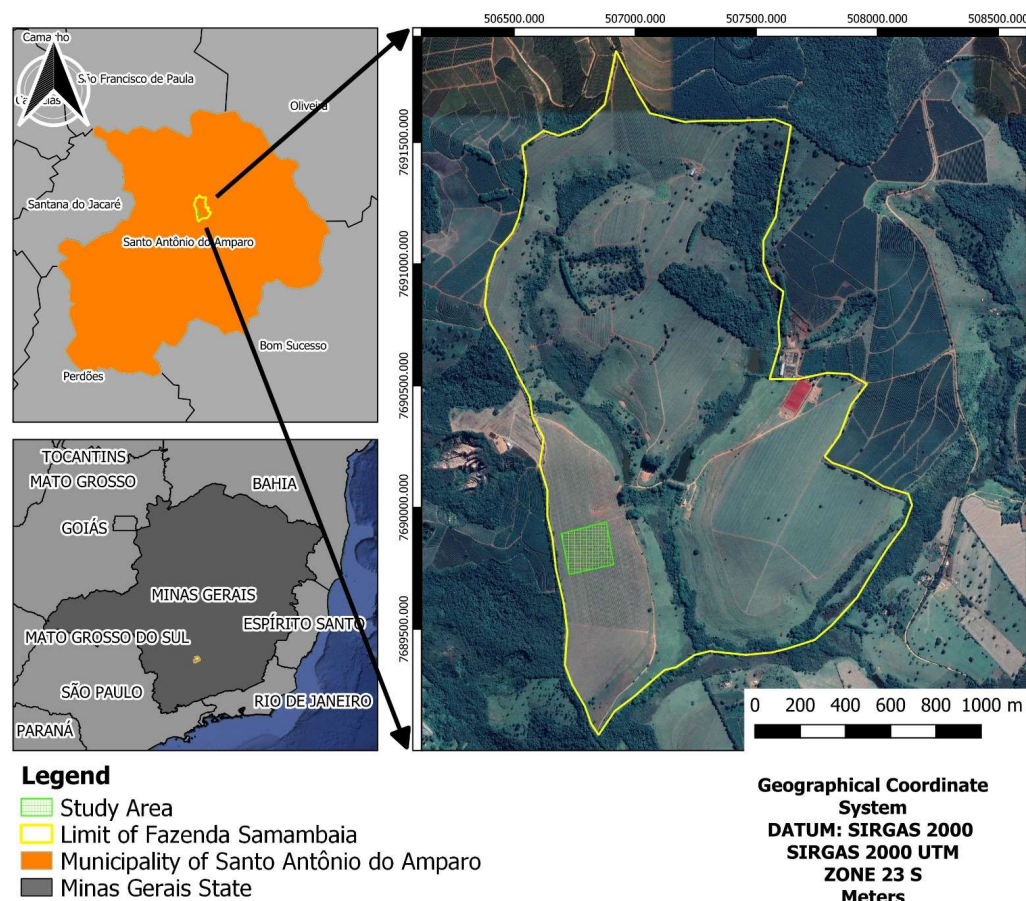 Camacho
São Francisco de Paula
Oliveira
Santana do Jacaré
Santo Antônio do Amparo
Bom Sucesso
Perdões
TOCANTINS
MATO GROSSO
BAHIA
GOIÁS
MINAS GERAIS
ESPÍRITO SANTO
MATO GROSSO DO SUL
SÃO PAULO
RIO DE JANEIRO
PARANÁ
506500.000 507000.000 507500.000 508000.000 508500.000
7691500.000
7691000.000
7690500.000
7690000.000
7689500.000
0 200 400 600 800 1000 m
Legend
Study Area
Limit of Fazenda Samambaia
Municipality of Santo Antônio do Amparo
Minas Gerais State
Geographical Coordinate
System
DATUM: SIRGAS 2000
SIRGAS 2000 UTM
ZONE 23 S
Meters